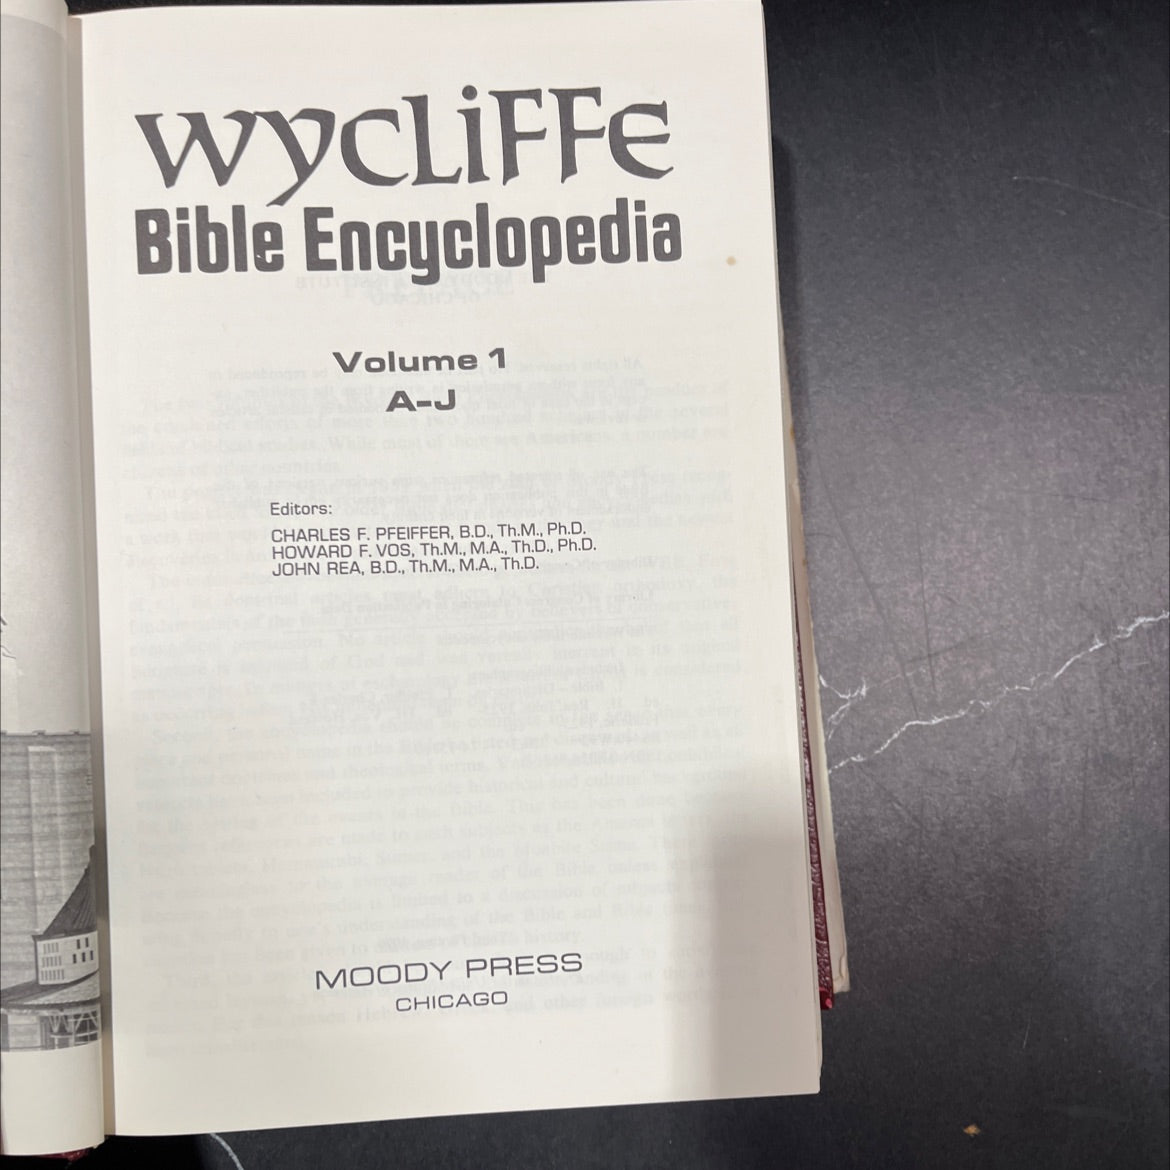 WYCLiFFE
Bible Encyclopedia
Volume 1
A-J
Editors:
CHARLES F. PFEIFFER, B.D., Th.M., Ph.D.
HOWARD F. VOS, Th.M., M.A., Th.D., Ph.D.
JOHN REA, B.D., Th.M., M.A., Th.D.
MOODY PRESS
CHICAGO